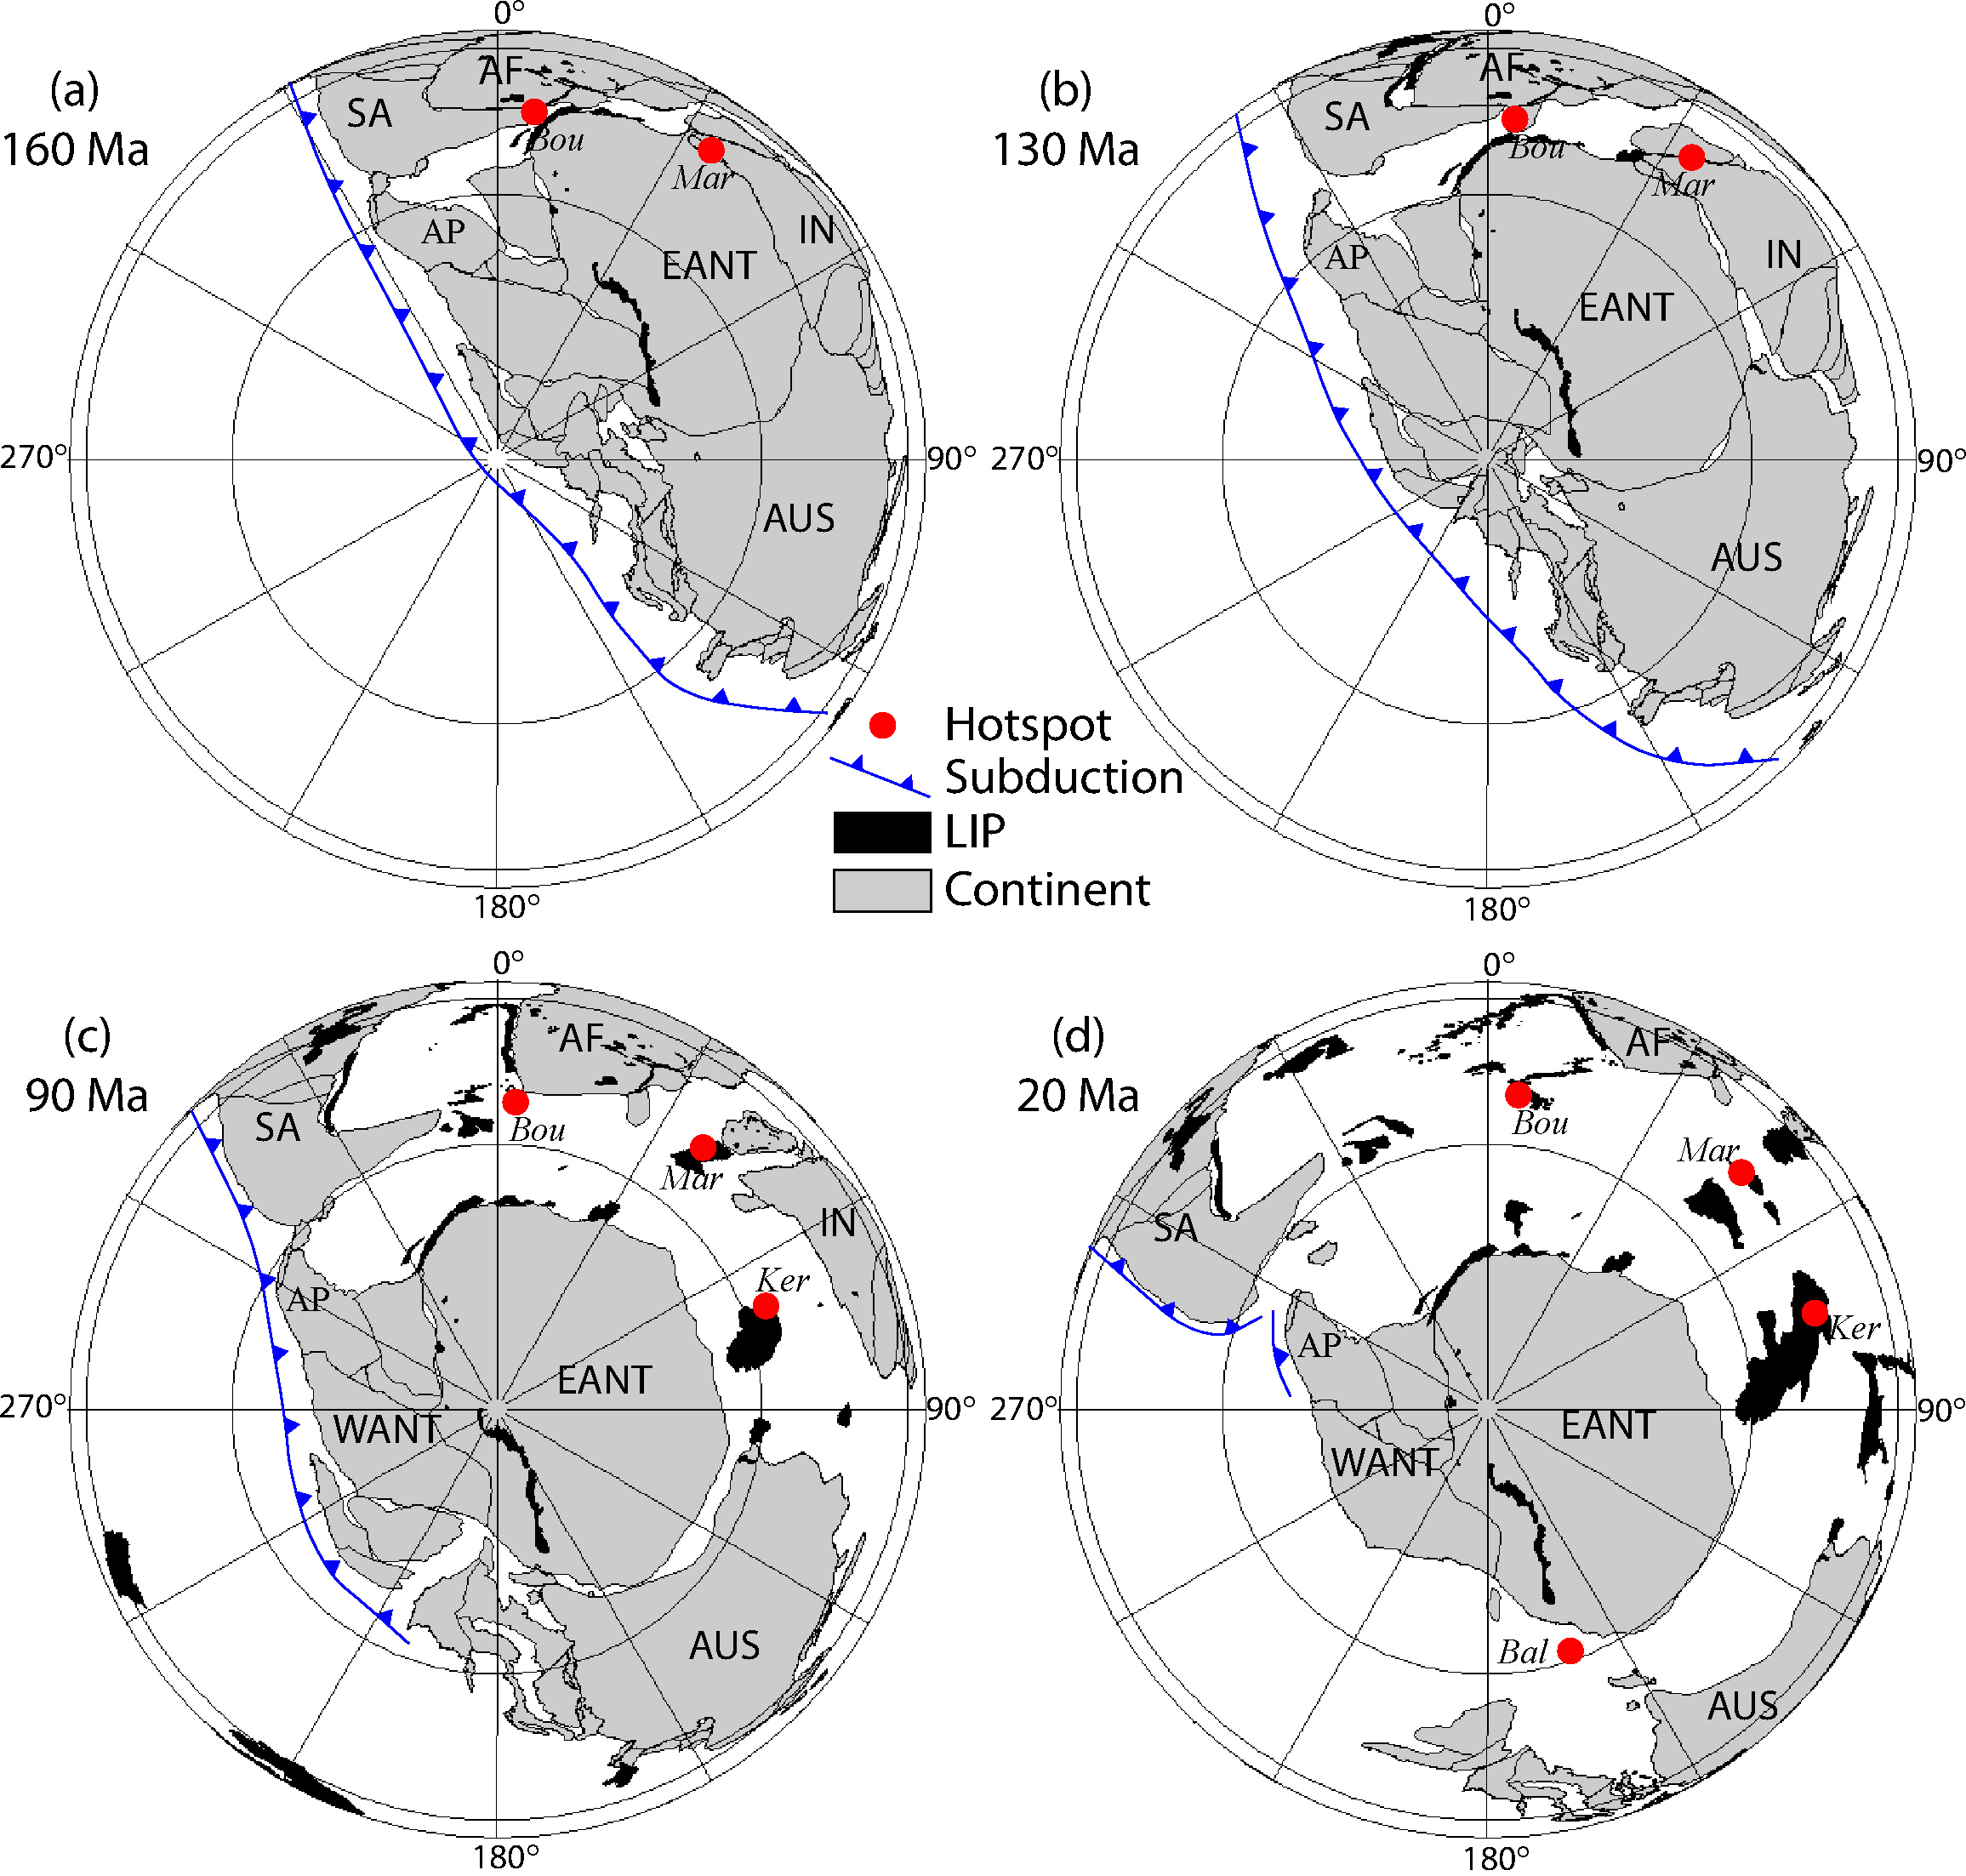 0°
(a)
160 Ma
AF
SA
Bou
Mar
AP
IN
EANT
270°
90°
AUS
180°
0°
(b)
130 Ma
AF
SA
Bou
Mar
AP
IN
EANT
270°
90°
AUS
180°
Hotspot
Subduction
LIP
Continent
0°
(c)
90 Ma
AF
SA
Bou
Mar
IN
Ker
AP
EANT
WANT
270°
90°
AUS
180°
0°
(d)
20 Ma
AF
Bou
Mar
SA
Ker
AP
270°
90°
EANT
WANT
Bal
AUS
180°